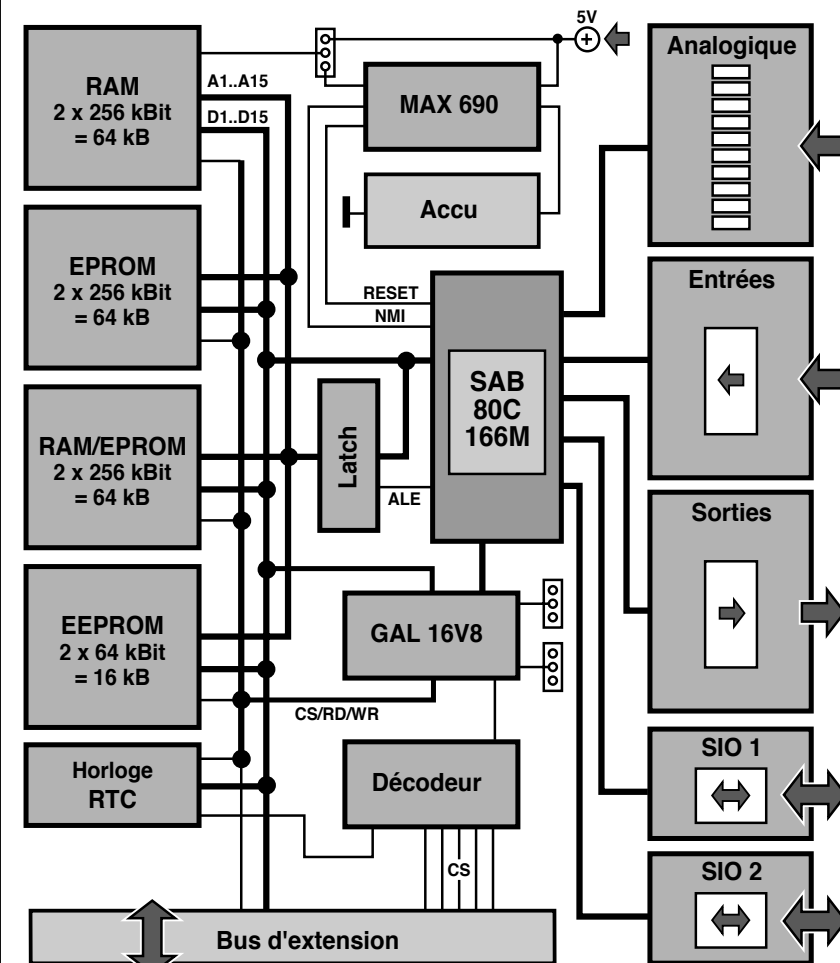 5V
RAM
2 x 256 kBit
= 64 kB
A1..A15
D1..D15
MAX 690
Analogique
Accu
EPROM
2 x 256 kBit
= 64 kB
RESET
NMI
Entrées
SAB
80C
166M
RAM/EPROM
2 x 256 kBit
= 64 kB
Latch
ALE
Sorties
EEPROM
2 x 64 kBit
= 16 kB
GAL 16V8
CS/RD/WR
Horloge
RTC
Décodeur
SIO 1
CS
SIO 2
Bus d'extension